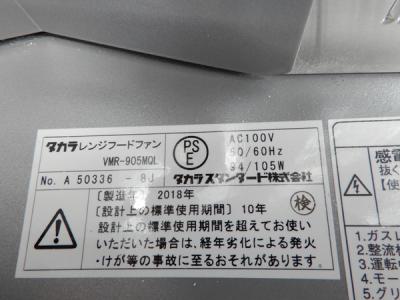 タカラレンジフードファン
VMR-905MQL
No. A 50336 - 8J
PS
E
AC100V
50/60Hz
94/105W
タカラスタンダード株式会社
[製造年] 2018年
[設計上の標準使用期間] 10年
検
設計上の標準使用期間を超えてお使い
いただいた場合は、経年劣化による発火
・けが等の事故に至るおそれがあります。
感電
抜く
【使
1.ガスレ
2.整流板
3.運転中
4.モー
5.グリ